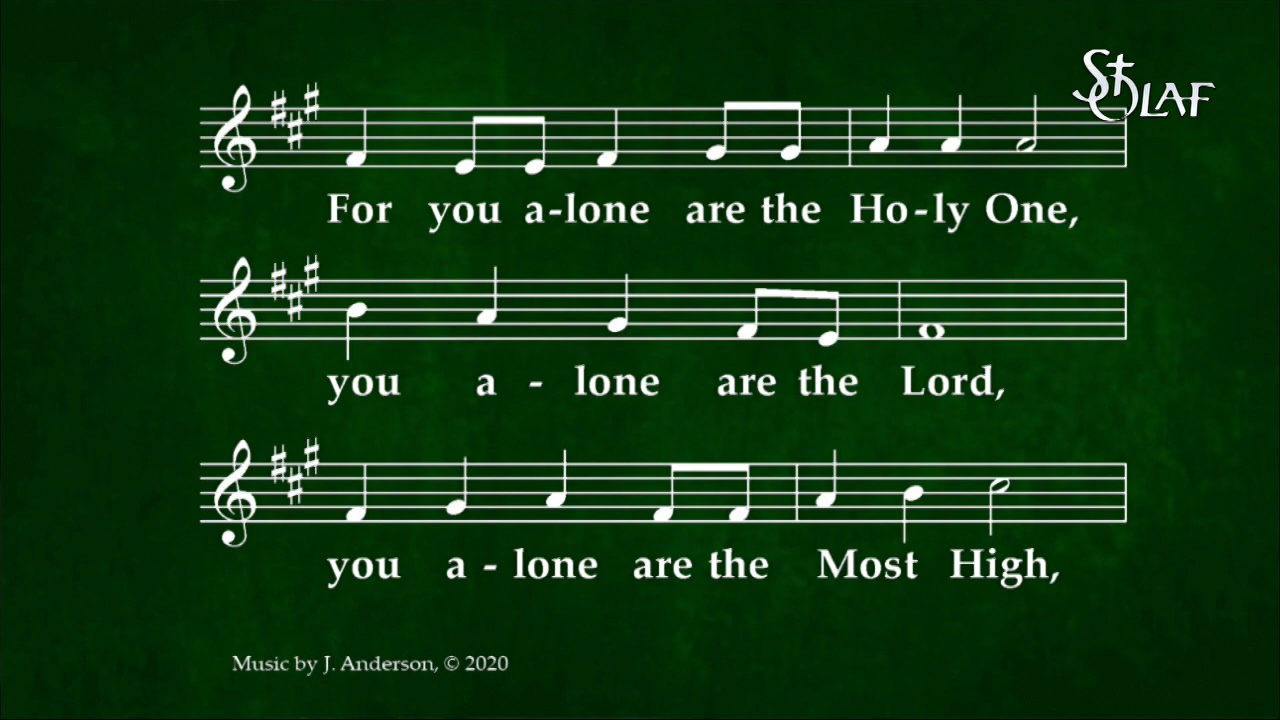 St OLAF
For you a-lone are the Ho-ly One,
you a - lone are the Lord,
you a - lone are the Most High,
Music by J. Anderson, © 2020